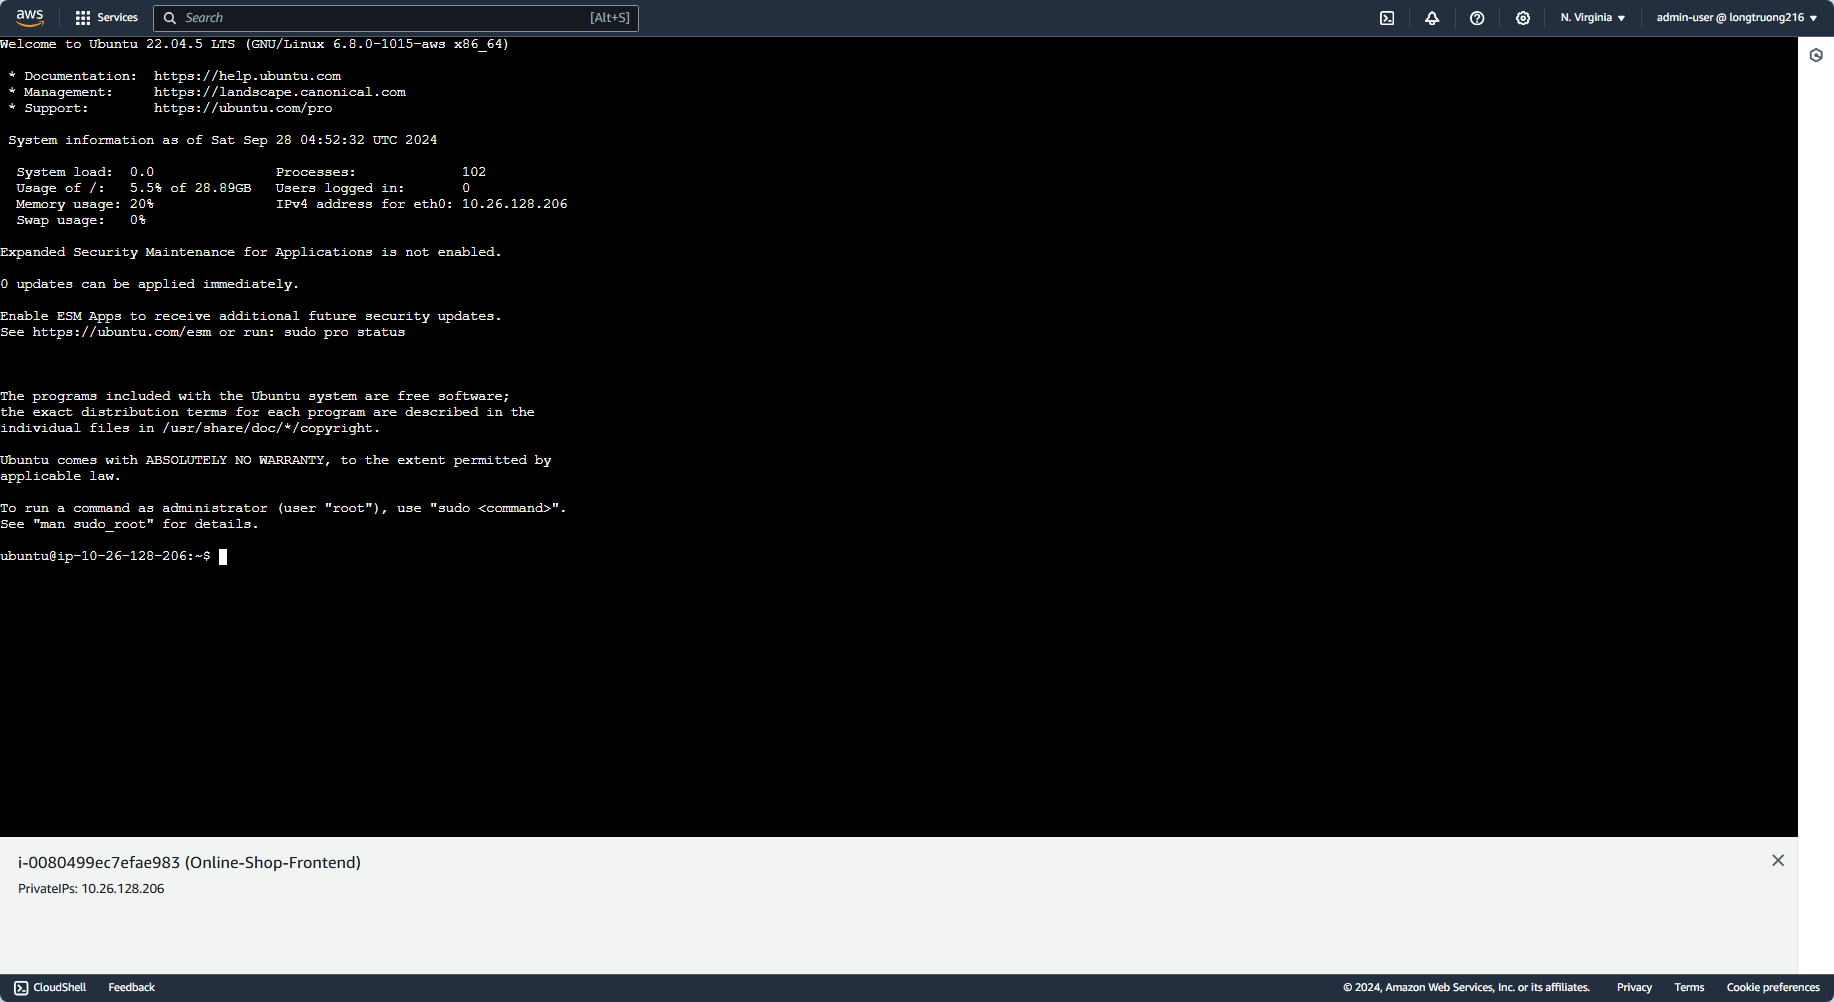 aws Services Search [Alt+S] N. Virginia admin-user @ longtruong216
Welcome to Ubuntu 22.04.5 LTS (GNU/Linux 6.8.0-1015-aws x86_64)
* Documentation: https://help.ubuntu.com
* Management: https://landscape.canonical.com
* Support: https://ubuntu.com/pro
System information as of Sat Sep 28 04:52:32 UTC 2024
System load: 0.0 Processes: 102
Usage of /: 5.5% of 28.89GB Users logged in: 0
Memory usage: 20% IPv4 address for eth0: 10.26.128.206
Swap usage: 0%
Expanded Security Maintenance for Applications is not enabled.
0 updates can be applied immediately.
Enable ESM Apps to receive additional future security updates.
See https://ubuntu.com/esm or run: sudo pro status
The programs included with the Ubuntu system are free software;
the exact distribution terms for each program are described in the
individual files in /usr/share/doc/*/copyright.
Ubuntu comes with ABSOLUTELY NO WARRANTY, to the extent permitted by
applicable law.
To run a command as administrator (user "root"), use "sudo <command>".
See "man sudo_root" for details.
ubuntu@ip-10-26-128-206:~$
i-0080499ec7efae983 (Online-Shop-Frontend)
PrivateIPs: 10.26.128.206
CloudShell Feedback © 2024, Amazon Web Services, Inc. or its affiliates. Privacy Terms Cookie preferences